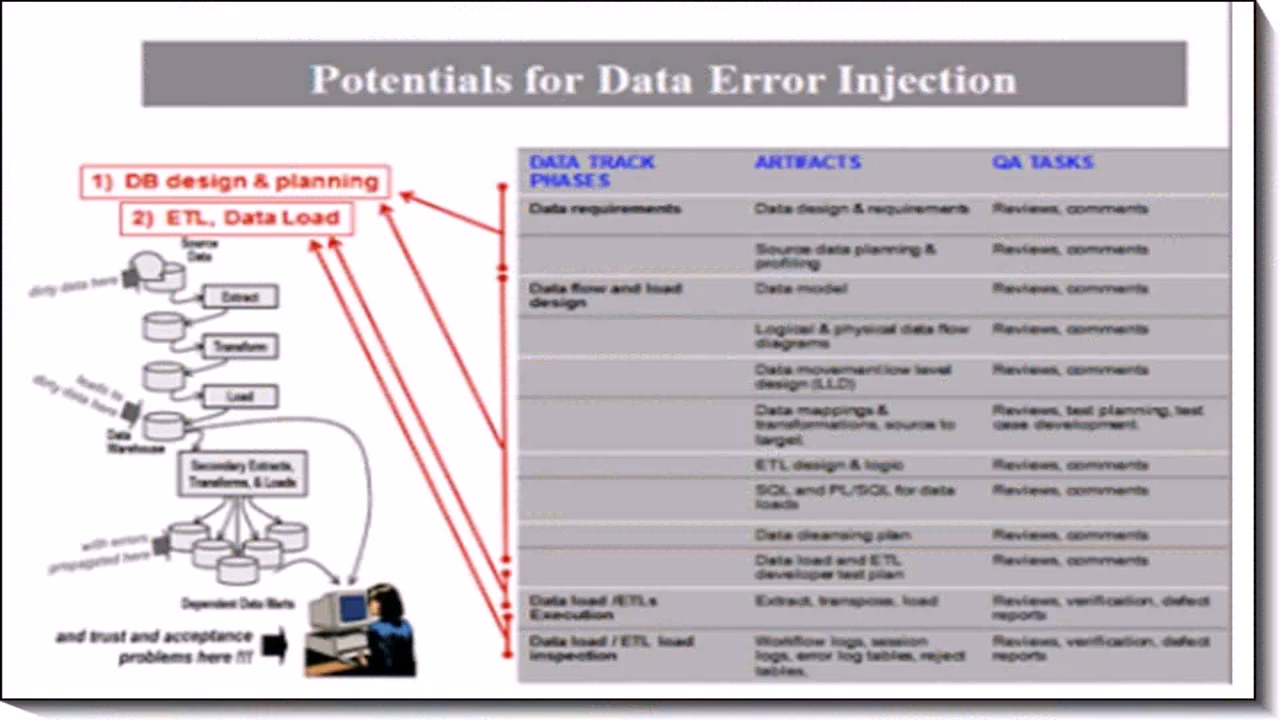 Potentials for Data Error Injection
1) DB design & planning
2) ETL, Data Load
Source
Data
dirty data here
Extract
Transform
Load
leads to
dirty data here
Data
Warehouse
Secondary Extracts,
Transforms, & Loads
with errors
propagated here
Dependent Data Marts
and trust and acceptance
problems here !!!
DATA TRACK
PHASES
ARTIFACTS
QA TASKS
Data requirements
Data design & requirements
Reviews, comments
Source data planning &
profiling
Reviews, comments
Data flow and load
design
Data model
Reviews, comments
Logical & physical data flow
diagrams
Reviews, comments
Data movement low level
design (LLD)
Reviews, comments
Data mappings &
transformations, source to
target
Reviews, test planning, test
case development
ETL design & logic
Reviews, comments
SQL and PL/SQL for data
loads
Reviews, comments
Data cleansing plan
Reviews, comments
Data load and ETL
developer test plan
Reviews, comments
Data load /ETLs
Execution
Extract, transpose, load
Reviews, verification, defect
reports
Data load / ETL load
inspection
Workflow logs, session
logs, error log tables, reject
tables,
Reviews, verification, defect
reports